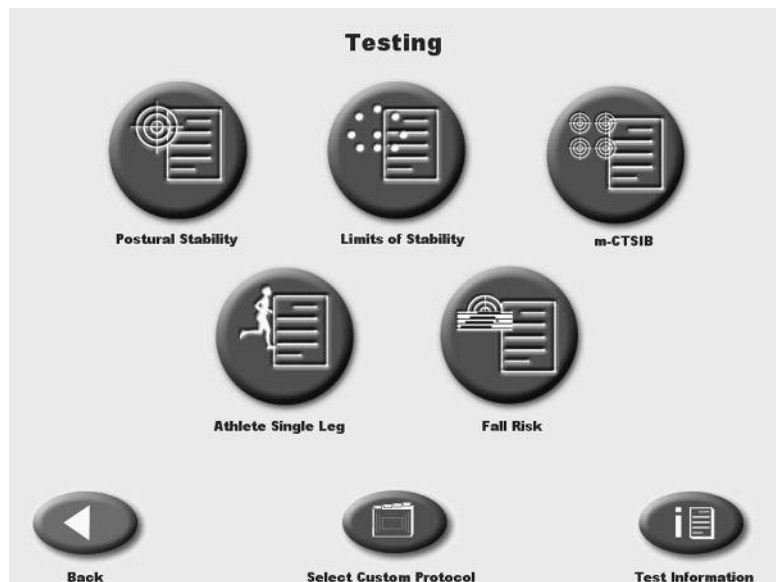 Testing
Postural Stability
Limits of Stability
m-CTSIB
Athlete Single Leg
Fall Risk
Back
Select Custom Protocol
Test Information